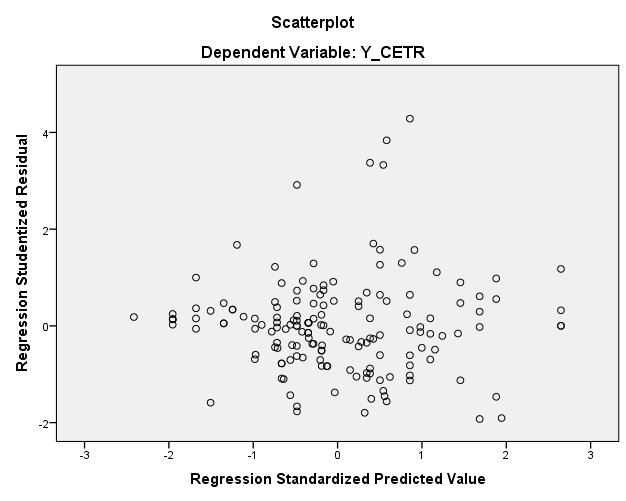 Scatterplot
Dependent Variable: Y_CETR
Regression Studentized Residual
4
2
0
-2
-3
-2
-1
0
1
2
3
Regression Standardized Predicted Value